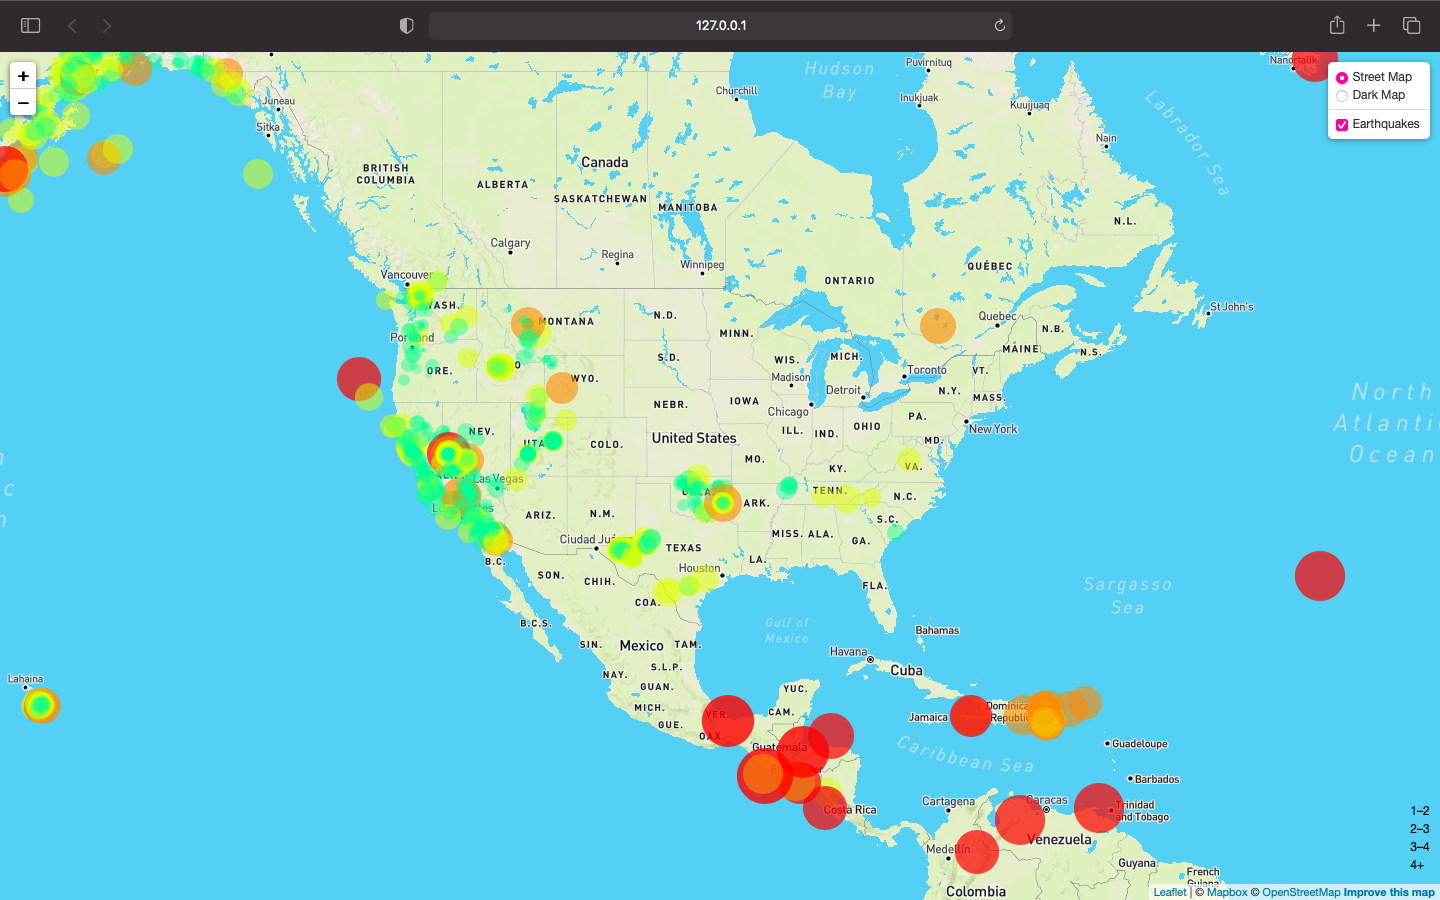 127.0.0.1
+
−
Street Map
Dark Map
Earthquakes
Hudson
Bay
Puvirnituq
Nanortalik
Churchill
Inukjuak
Kuujjuaq
Labrador Sea
Juneau
Sitka
Nain
BRITISH
COLUMBIA
Canada
ALBERTA
SASKATCHEWAN
MANITOBA
N.L.
Calgary
Regina
Winnipeg
QUÉBEC
ONTARIO
Vancouver
WASH.
MONTANA
N.D.
Quebec
St John's
N.B.
Portland
MINN.
MAINE
N.S.
ORE.
S.D.
WIS.
MICH.
Toronto
VT.
WYO.
Madison
Detroit
N.Y.
MASS.
NEBR.
IOWA
Chicago
PA.
North
Atlantic
Ocean
NEV.
UTA
COLO.
United States
ILL.
IND.
OHIO
New York
MD.
MO.
KY.
VA.
Las Vegas
ARK.
TENN.
N.C.
ARIZ.
N.M.
S.C.
MISS.
ALA.
GA.
Ciudad Juá
TEXAS
LA.
B.C.
SON.
CHIH.
Houston
FLA.
Sargasso
Sea
COA.
B.C.S.
Gulf of
Mexico
Bahamas
SIN.
Mexico
TAM.
Havana
Cuba
S.L.P.
NAY.
GUAN.
YUC.
Lahaina
MICH.
CAM.
VER.
GUE.
OAX.
Jamaica
Dominica
Republic
Guatemala
Caribbean Sea
Guadeloupe
Barbados
Costa Rica
Cartagena
Caracas
Trinidad
and Tobago
Venezuela
Medellín
Guyana
French
Guiana
Colombia
1–2
2–3
3–4
4+
Leaflet | © Mapbox © OpenStreetMap Improve this map